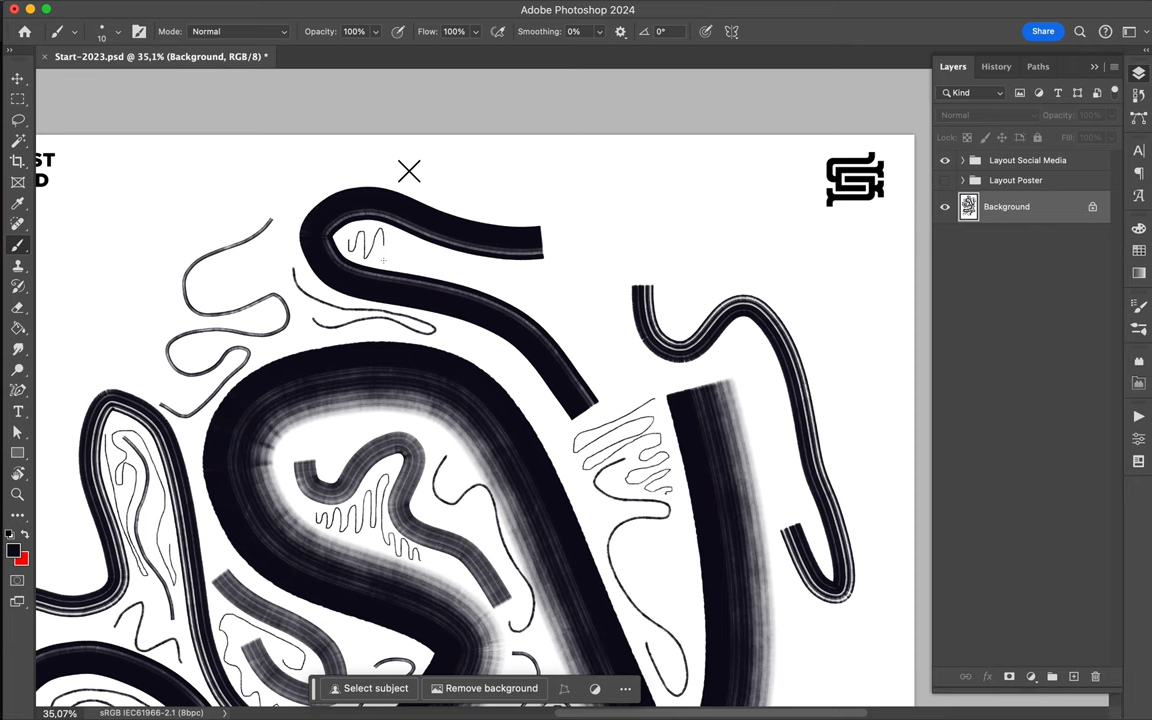 Adobe Photoshop 2024
10 Mode: Normal Opacity: 100% Flow: 100% Smoothing: 0% 0° Share
Start-2023.psd @ 35,1% (Background, RGB/8) *
Layers History Paths
Kind
Normal Opacity: 100%
Lock: Fill: 100%
Layout Social Media
Layout Poster
Background
ST
D
Select subject Remove background
35,07% sRGB IEC61966-2.1 (8bpc)